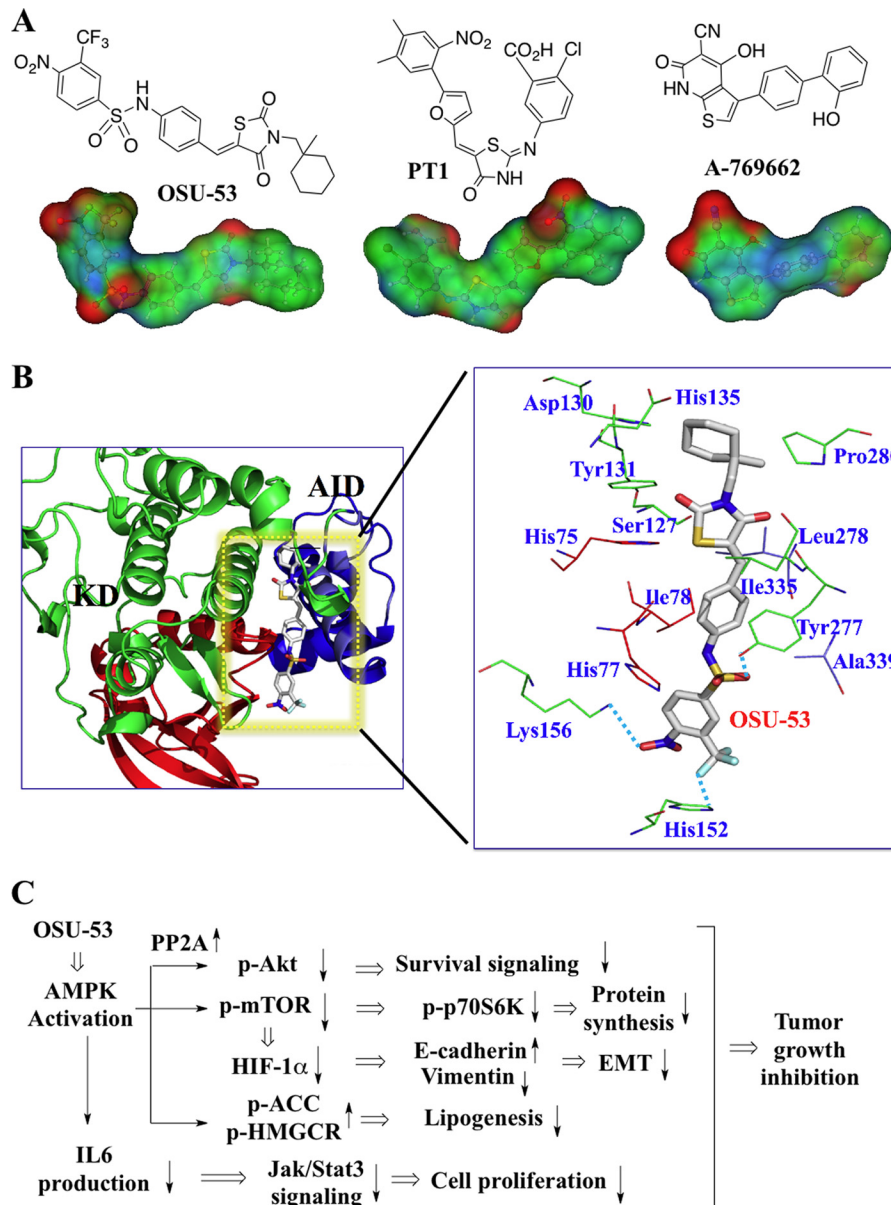 A
CF3
NO2
H
N
S
O
O
O
S
N
O
OSU-53
NO2
CO2H
Cl
O
S
N
NH
O
PT1
CN
O
OH
HN
S
HO
A-769662
B
KD
AID
Asp130
His135
Tyr131
Pro28
Ser127
His75
Leu278
Ile78
Ile335
Tyr277
His77
Ala339
Lys156
OSU-53
His152
C
OSU-53
⇓
AMPK
Activation
PP2A ↑
p-Akt ↓ ⇒ Survival signaling ↓
p-mTOR ↓ ⇒ p-p70S6K ↓ ⇒ Protein
synthesis ↓
⇓
HIF-1α ↓ ⇒ E-cadherin ↑
Vimentin ↓ ⇒ EMT ↓
p-ACC
p-HMGCR ↑ ⇒ Lipogenesis ↓
IL6
production ↓ ⇒ Jak/Stat3
signaling ↓ ⇒ Cell proliferation ↓
⇒ Tumor
growth
inhibition